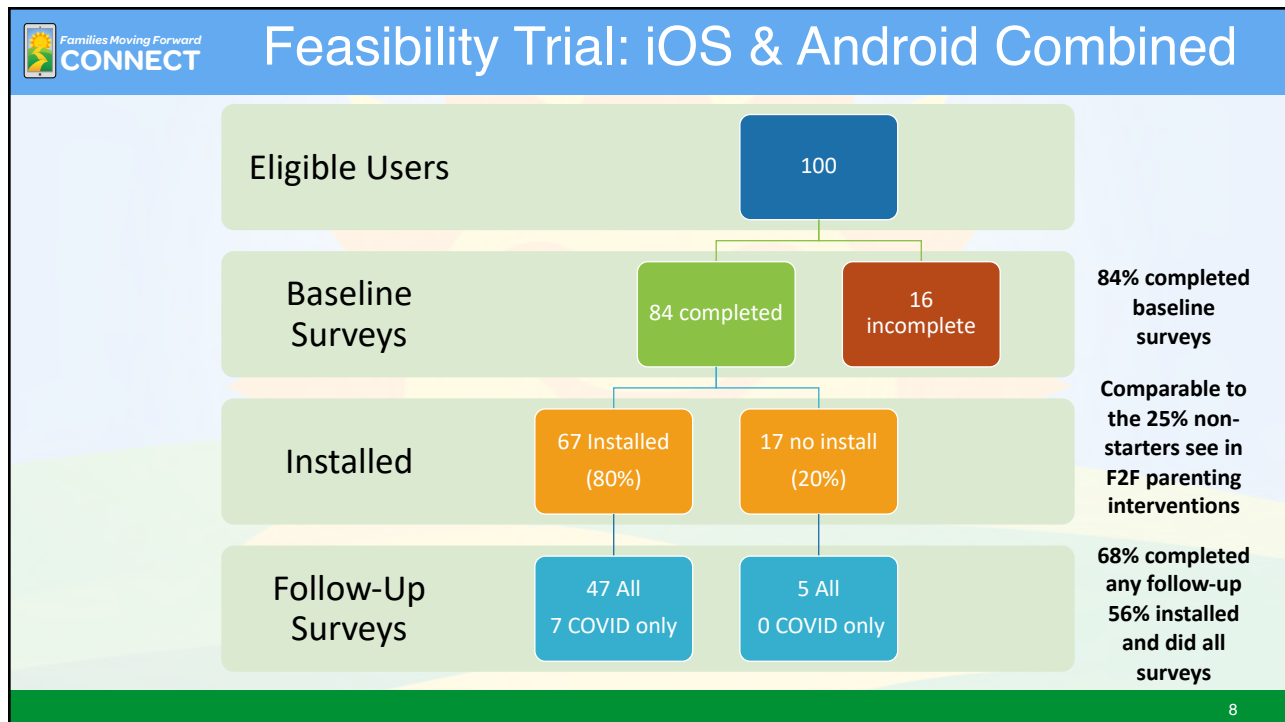 Families Moving Forward
CONNECT
Feasibility Trial: iOS & Android Combined
Eligible Users
100
Baseline
Surveys
84 completed
16
incomplete
84% completed
baseline
surveys
Installed
67 Installed
(80%)
17 no install
(20%)
Comparable to
the 25% non-
starters see in
F2F parenting
interventions
Follow-Up
Surveys
47 All
7 COVID only
5 All
0 COVID only
68% completed
any follow-up
56% installed
and did all
surveys
8